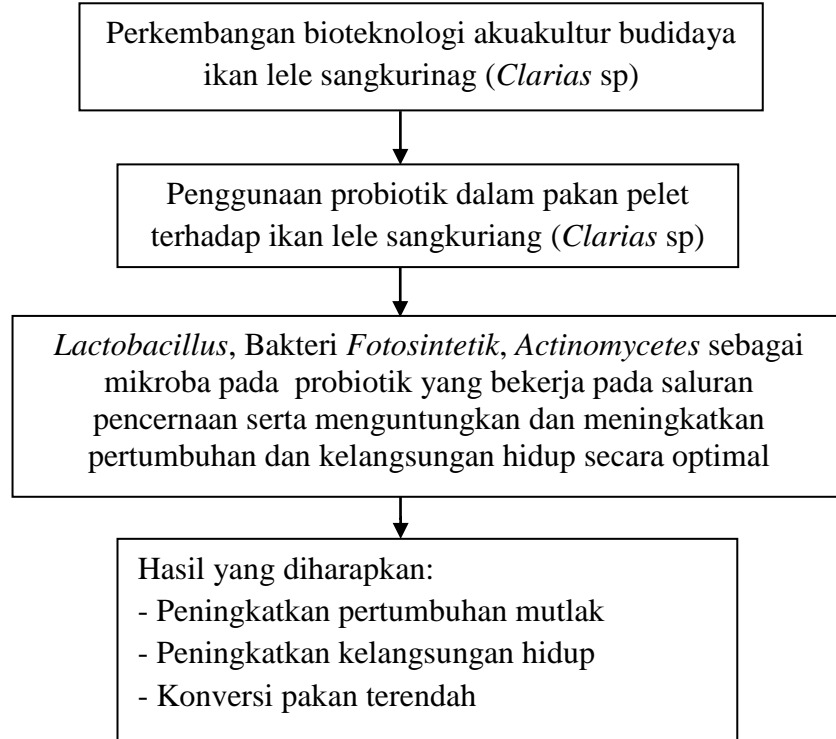 Perkembangan bioteknologi akuakultur budidaya
ikan lele sangkurinag (Clarias sp)
Penggunaan probiotik dalam pakan pelet
terhadap ikan lele sangkuriang (Clarias sp)
Lactobacillus, Bakteri Fotosintetik, Actinomycetes sebagai
mikroba pada probiotik yang bekerja pada saluran
pencernaan serta menguntungkan dan meningkatkan
pertumbuhan dan kelangsungan hidup secara optimal
Hasil yang diharapkan:
- Peningkatkan pertumbuhan mutlak
- Peningkatkan kelangsungan hidup
- Konversi pakan terendah